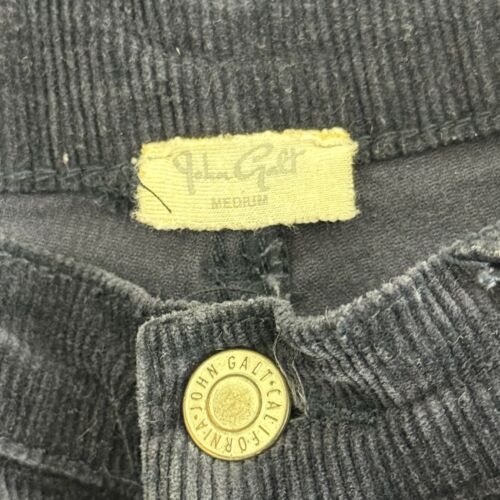 John Galt
MEDIUM
JOHN GALT • CALIFORNIA •